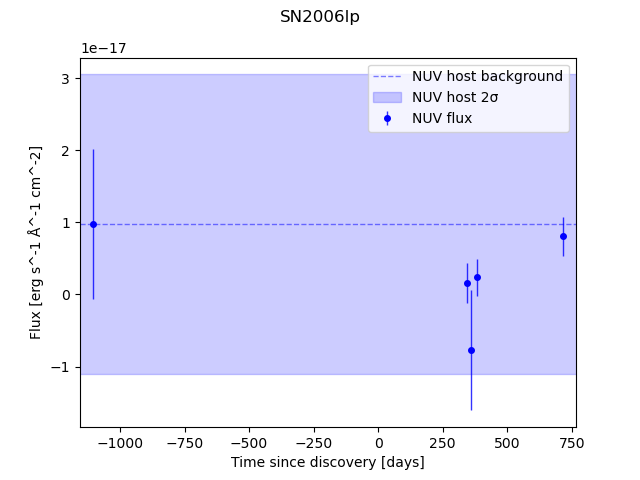 SN2006lp
1e−17
NUV host background
NUV host 2σ
NUV flux
3
2
1
0
−1
Flux [erg s^-1 Å^-1 cm^-2]
−1000 −750 −500 −250 0 250 500 750
Time since discovery [days]